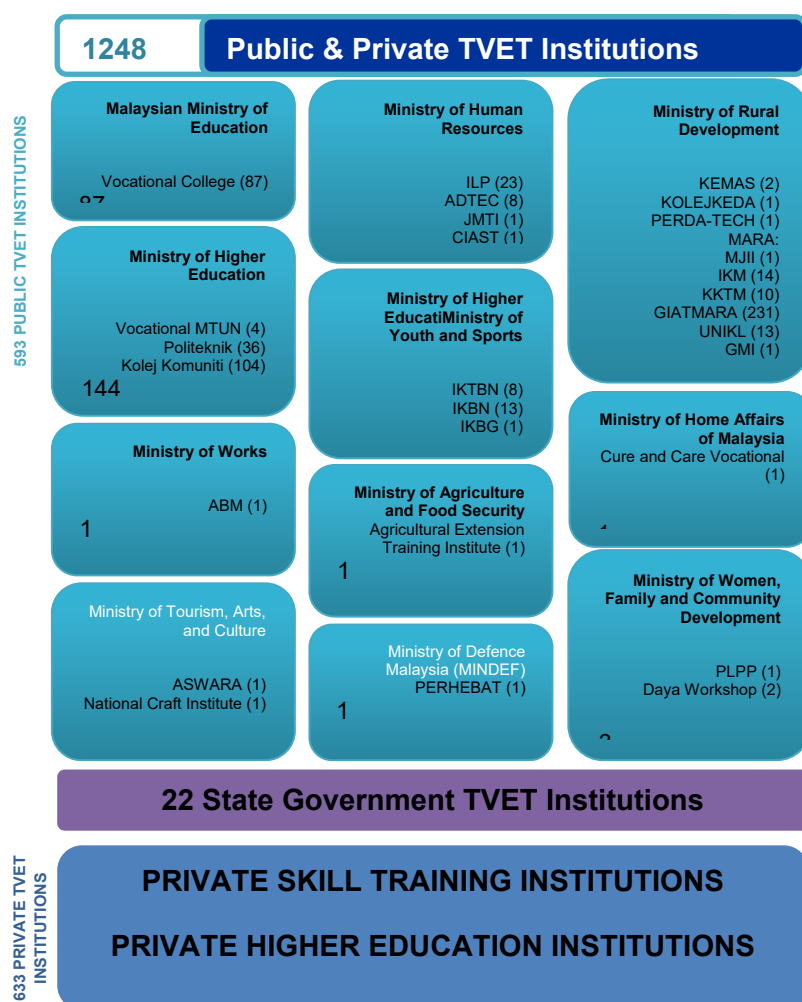 1248 Public & Private TVET Institutions
593 PUBLIC TVET INSTITUTIONS
Malaysian Ministry of
Education
Vocational College (87)
87
Ministry of Human
Resources
ILP (23)
ADTEC (8)
JMTI (1)
CIAST (1)
Ministry of Rural
Development
KEMAS (2)
KOLEJKEDA (1)
PERDA-TECH (1)
MARA:
MJII (1)
IKM (14)
KKTM (10)
GIATMARA (231)
UNIKL (13)
GMI (1)
Ministry of Higher
Education
Vocational MTUN (4)
Politeknik (36)
Kolej Komuniti (104)
144
Ministry of Higher
EducatiMinistry of
Youth and Sports
IKTBN (8)
IKBN (13)
IKBG (1)
Ministry of Home Affairs
of Malaysia
Cure and Care Vocational
(1)
Ministry of Works
ABM (1)
1
Ministry of Agriculture
and Food Security
Agricultural Extension
Training Institute (1)
1
Ministry of Women,
Family and Community
Development
PLPP (1)
Daya Workshop (2)
Ministry of Tourism, Arts,
and Culture
ASWARA (1)
National Craft Institute (1)
Ministry of Defence
Malaysia (MINDEF)
PERHEBAT (1)
1
22 State Government TVET Institutions
633 PRIVATE TVET
INSTITUTIONS
PRIVATE SKILL TRAINING INSTITUTIONS
PRIVATE HIGHER EDUCATION INSTITUTIONS